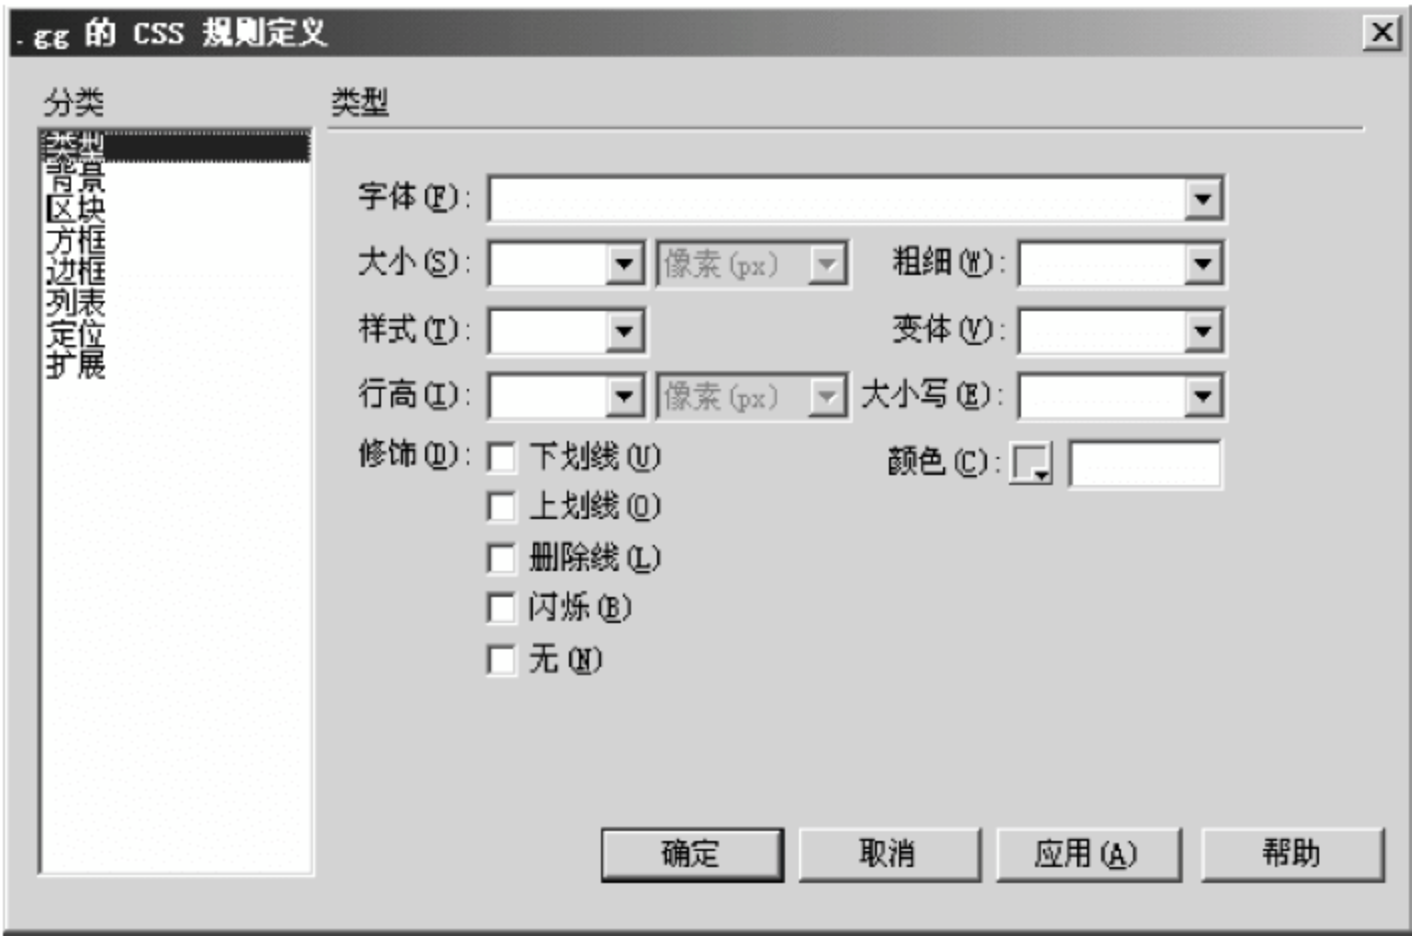 .gg 的 CSS 规则定义
分类
类型
背景
区块
方框
边框
列表
定位
扩展
类型
字体(F):
大小(S): 像素(px) 粗细(W):
样式(T): 变体(V):
行高(I): 像素(px) 大小写(E):
修饰(D): 下划线(U) 颜色(C):
上划线(O)
删除线(L)
闪烁(B)
无(N)
确定 取消 应用(A) 帮助